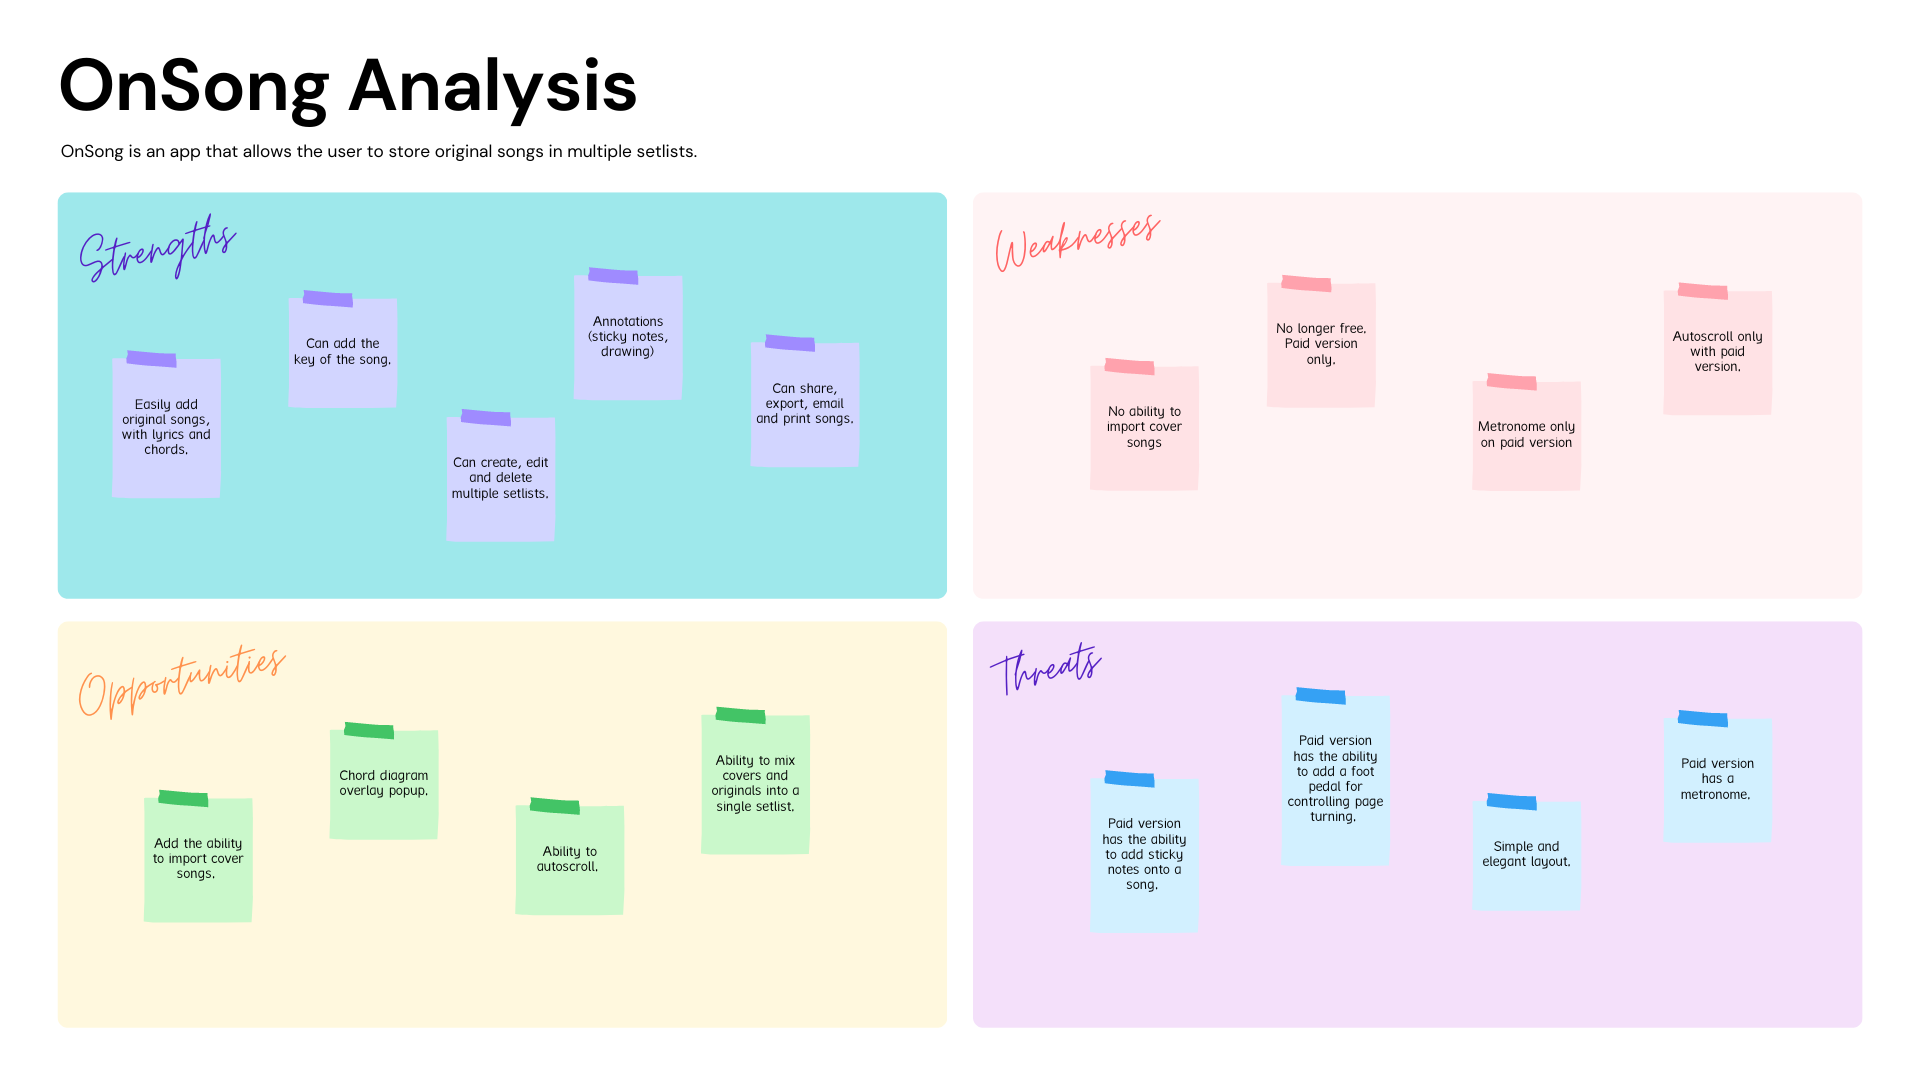 OnSong Analysis
OnSong is an app that allows the user to store original songs in multiple setlists.
Strengths
Easily add
original songs,
with lyrics and
chords.
Can add the
key of the song.
Can create, edit
and delete
multiple setlists.
Annotations
(sticky notes,
drawing)
Can share,
export, email
and print songs.
Weaknesses
No ability to
import cover
songs
No longer free.
Paid version
only.
Metronome only
on paid version
Autoscroll only
with paid
version.
Opportunities
Add the ability
to import cover
songs.
Chord diagram
overlay popup.
Ability to
autoscroll.
Ability to mix
covers and
originals into a
single setlist.
Threats
Paid version
has the ability
to add sticky
notes onto a
song.
Paid version
has the ability
to add a foot
pedal for
controlling page
turning.
Simple and
elegant layout.
Paid version
has a
metronome.